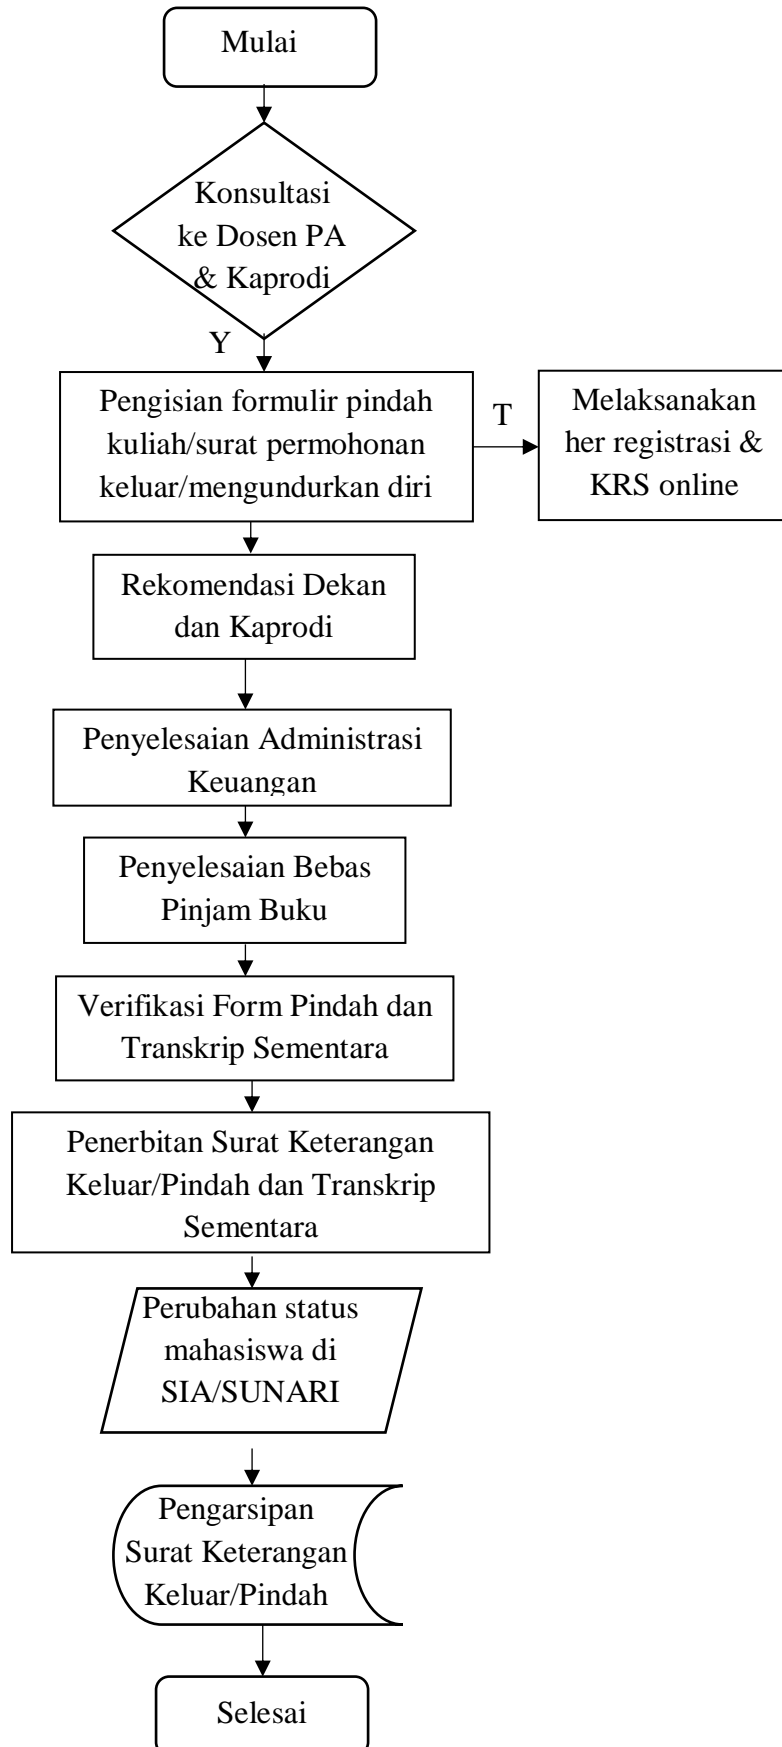 Mulai
Konsultasi
ke Dosen PA
& Kaprodi
Y
Pengisian formulir pindah
kuliah/surat permohonan
keluar/mengundurkan diri
T
Melaksanakan
her registrasi &
KRS online
Rekomendasi Dekan
dan Kaprodi
Penyelesaian Administrasi
Keuangan
Penyelesaian Bebas
Pinjam Buku
Verifikasi Form Pindah dan
Transkrip Sementara
Penerbitan Surat Keterangan
Keluar/Pindah dan Transkrip
Sementara
Perubahan status
mahasiswa di
SIA/SUNARI
Pengarsipan
Surat Keterangan
Keluar/Pindah
Selesai